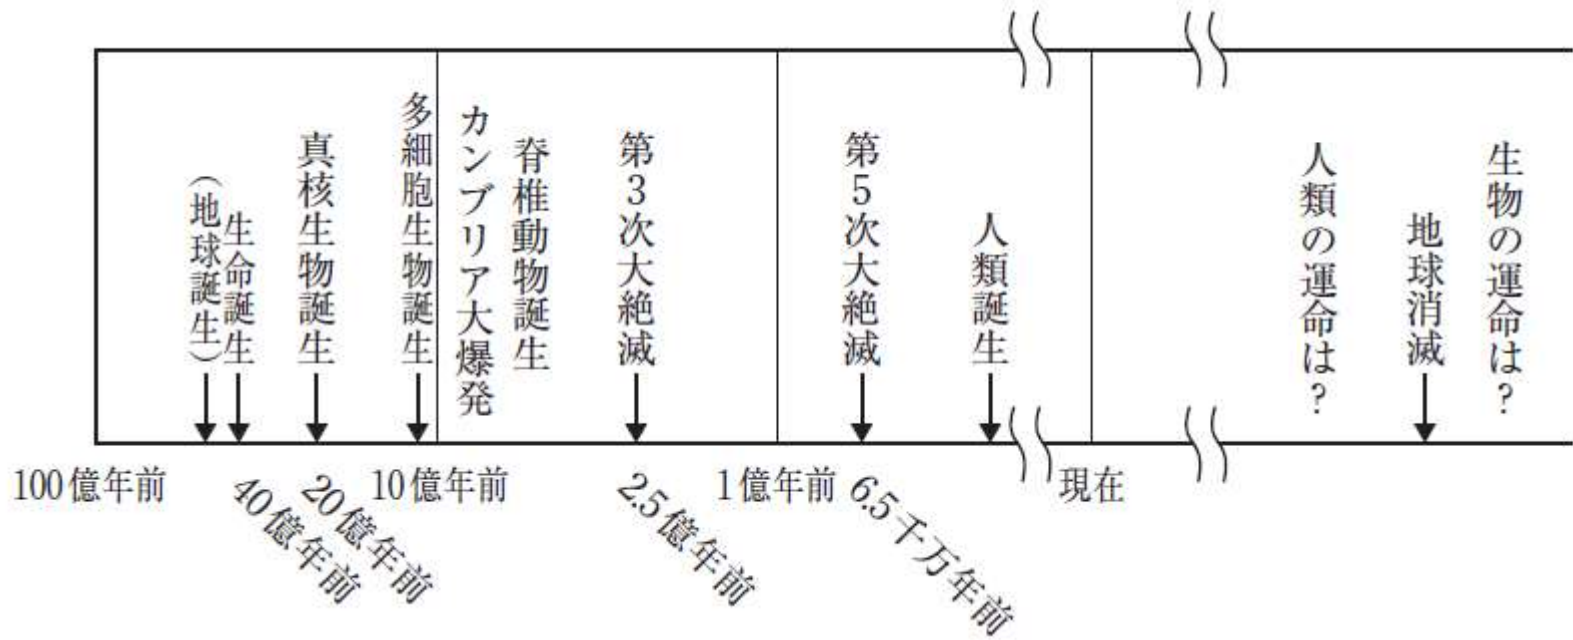 （地球誕生）
生命誕生
真核生物誕生
多細胞生物誕生
カンブリア大爆発
脊椎動物誕生
第3次大絶滅
第5次大絶滅
人類誕生
人類の運命は?
地球消滅
生物の運命は?
100億年前
40億年前
20億年前
10億年前
2.5億年前
1億年前
6.5千万年前
現在